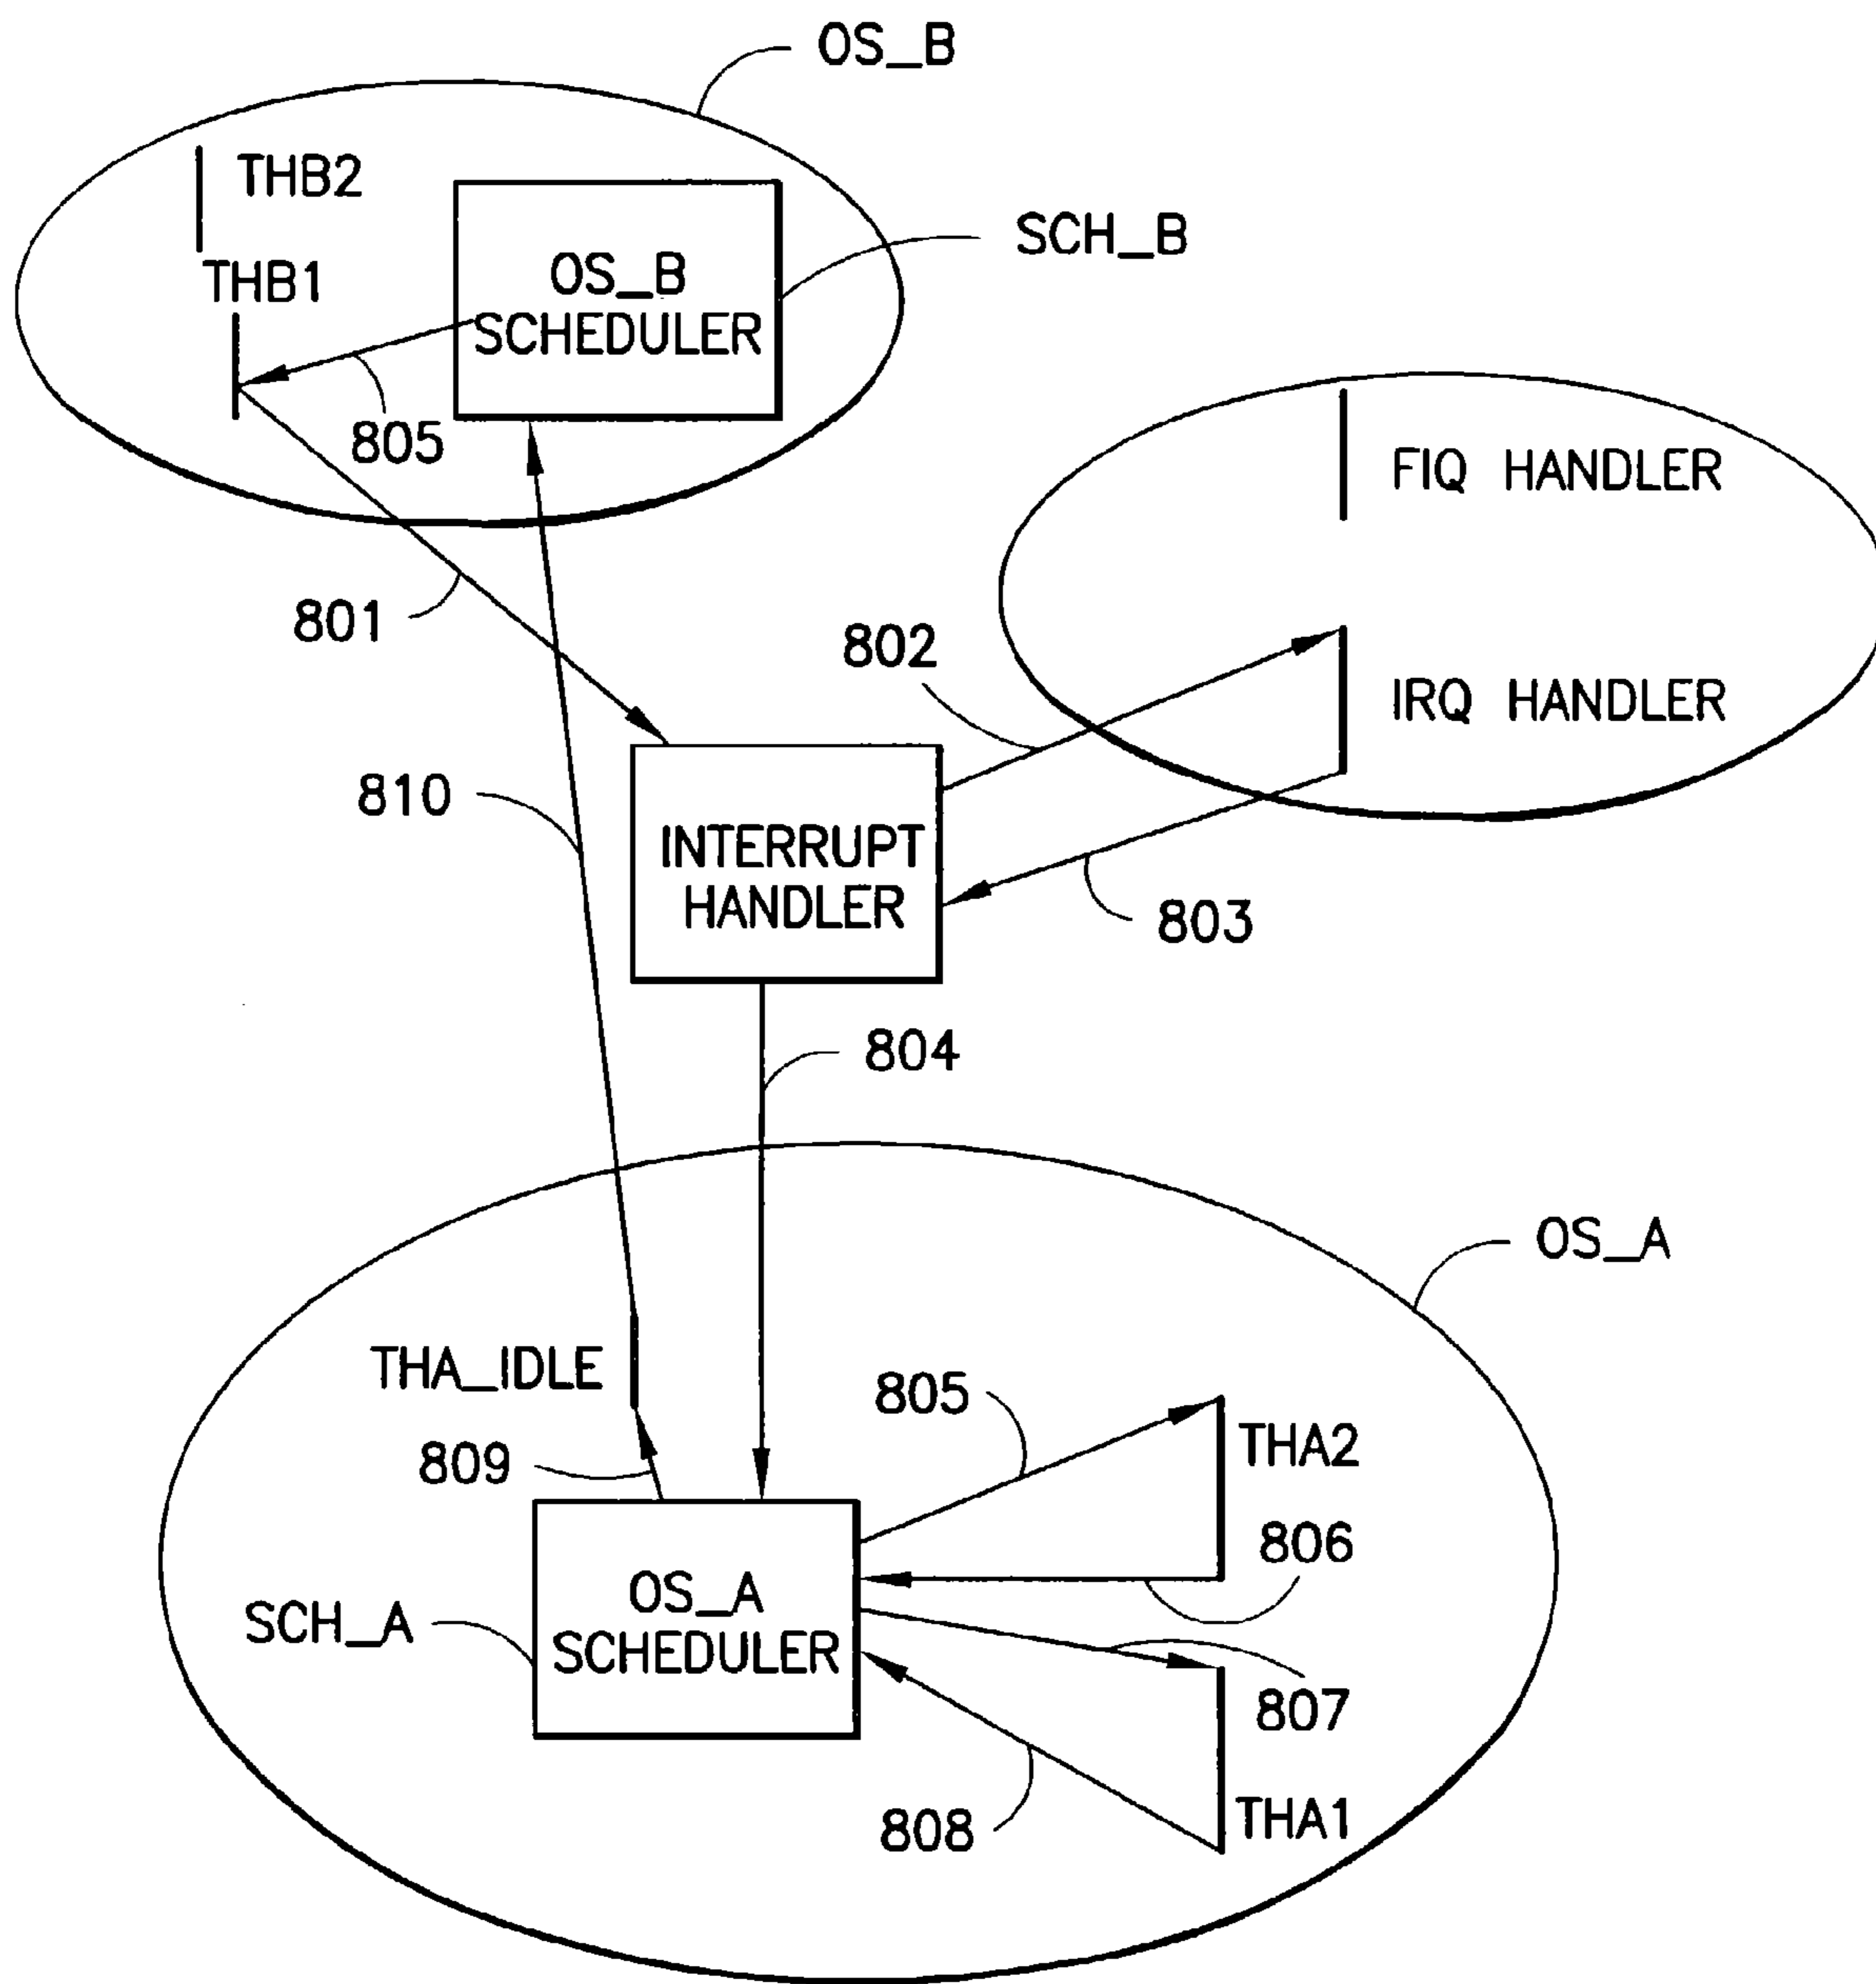 OS_B
THB2
THB1
OS_B
SCHEDULER
SCH_B
805
FIQ HANDLER
801
802
IRQ HANDLER
810
INTERRUPT
HANDLER
803
804
OS_A
THA_IDLE
805
THA2
809
806
OS_A
SCHEDULER
SCH_A
807
808
THA1